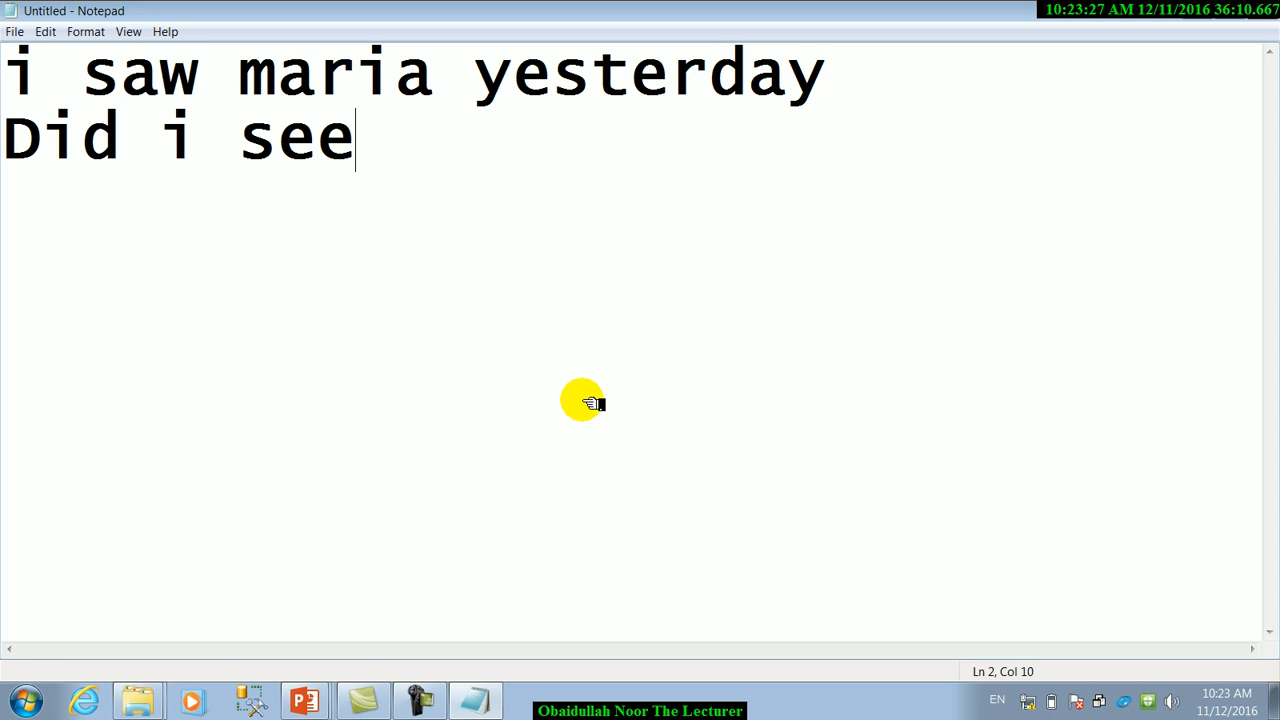 Untitled - Notepad
10:23:27 AM 12/11/2016 36:10.667
File Edit Format View Help
i saw maria yesterday
Did i see
Ln 2, Col 10
EN
10:23 AM
11/12/2016
Obaidullah Noor The Lecturer